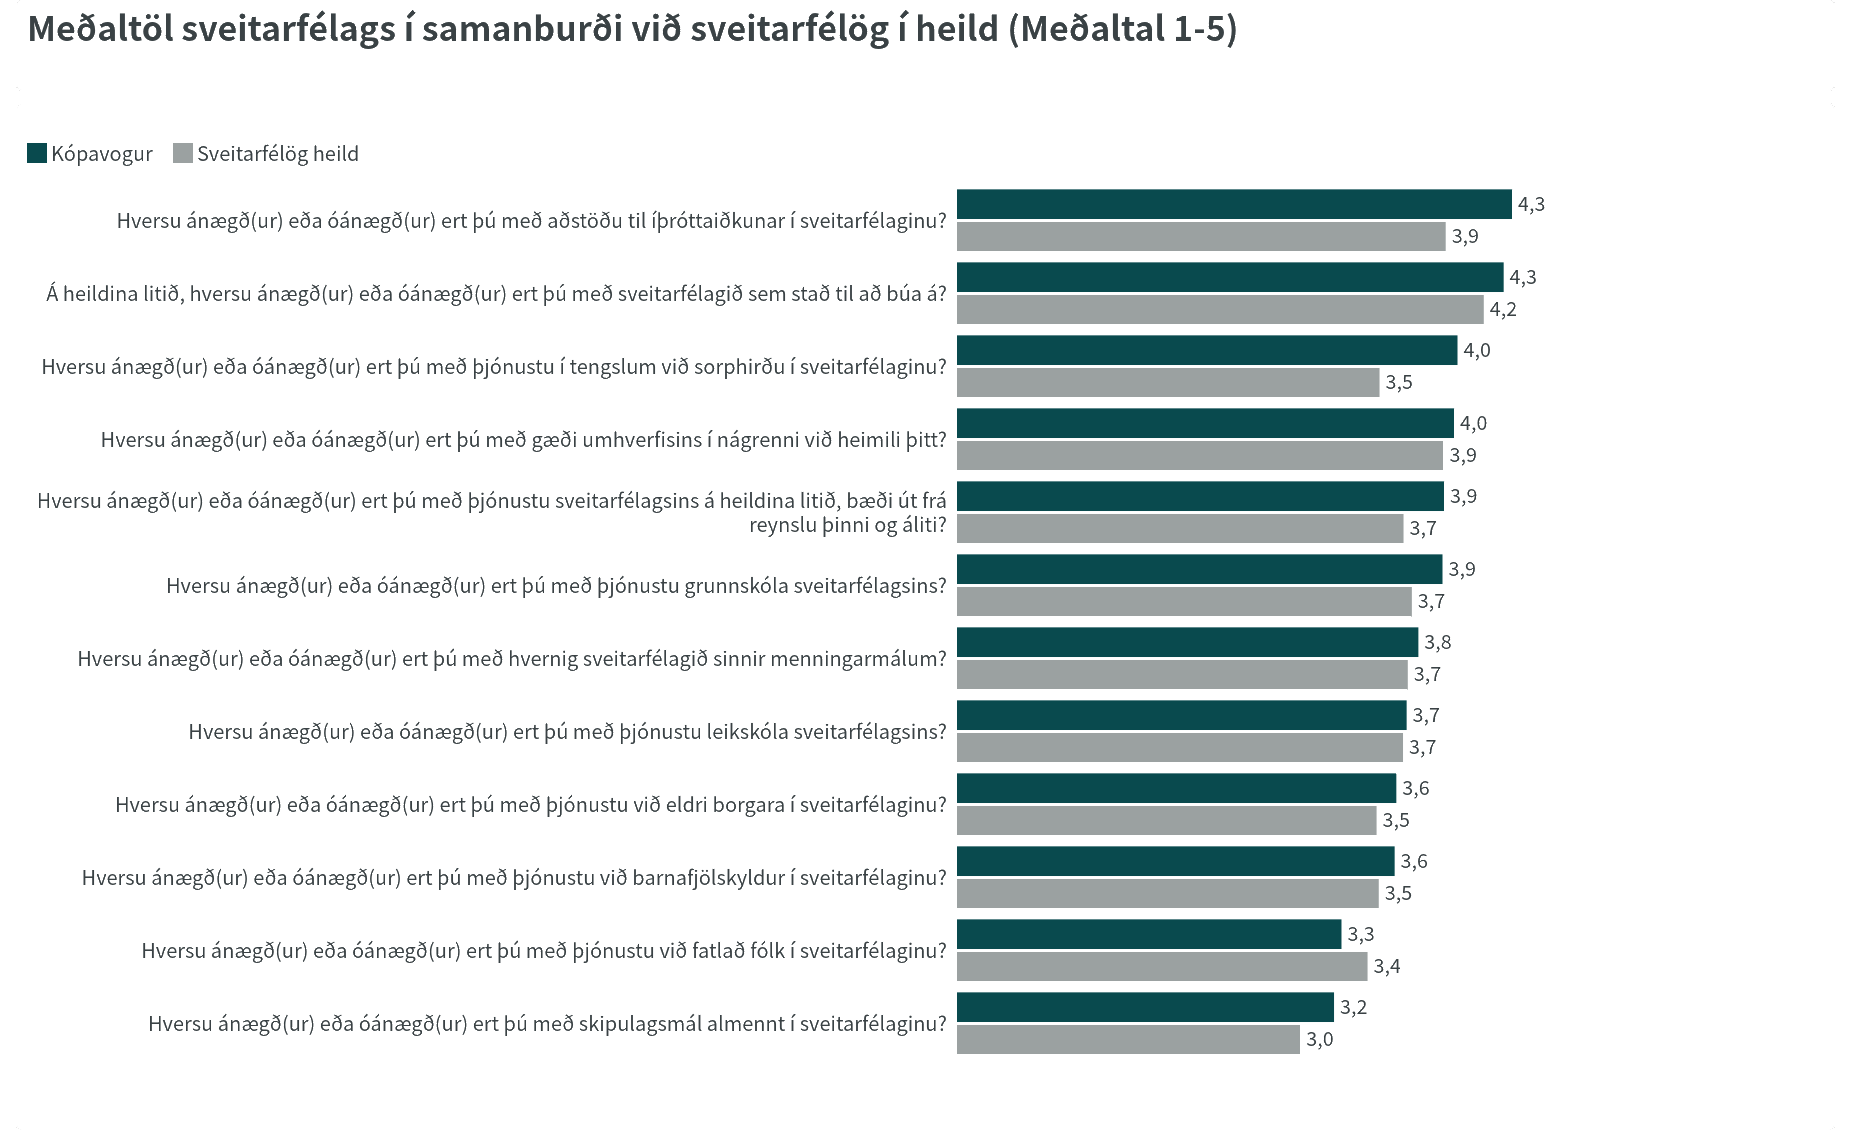 Meðaltöl sveitarfélags í samanburði við sveitarfélög í heild (Meðaltal 1-5)
Kópavogur Sveitarfélög heild
Hversu ánægð(ur) eða óánægð(ur) ert þú með aðstöðu til íþróttaiðkunar í sveitarfélaginu?
4,3
3,9
Á heildina litið, hversu ánægð(ur) eða óánægð(ur) ert þú með sveitarfélagið sem stað til að búa á?
4,3
4,2
Hversu ánægð(ur) eða óánægð(ur) ert þú með þjónustu í tengslum við sorphirðu í sveitarfélaginu?
4,0
3,5
Hversu ánægð(ur) eða óánægð(ur) ert þú með gæði umhverfisins í nágrenni við heimili þitt?
4,0
3,9
Hversu ánægð(ur) eða óánægð(ur) ert þú með þjónustu sveitarfélagsins á heildina litið, bæði út frá
reynslu þinni og áliti?
3,9
3,7
Hversu ánægð(ur) eða óánægð(ur) ert þú með þjónustu grunnskóla sveitarfélagsins?
3,9
3,7
Hversu ánægð(ur) eða óánægð(ur) ert þú með hvernig sveitarfélagið sinnir menningarmálum?
3,8
3,7
Hversu ánægð(ur) eða óánægð(ur) ert þú með þjónustu leikskóla sveitarfélagsins?
3,7
3,7
Hversu ánægð(ur) eða óánægð(ur) ert þú með þjónustu við eldri borgara í sveitarfélaginu?
3,6
3,5
Hversu ánægð(ur) eða óánægð(ur) ert þú með þjónustu við barnafjölskyldur í sveitarfélaginu?
3,6
3,5
Hversu ánægð(ur) eða óánægð(ur) ert þú með þjónustu við fatlað fólk í sveitarfélaginu?
3,3
3,4
Hversu ánægð(ur) eða óánægð(ur) ert þú með skipulagsmál almennt í sveitarfélaginu?
3,2
3,0